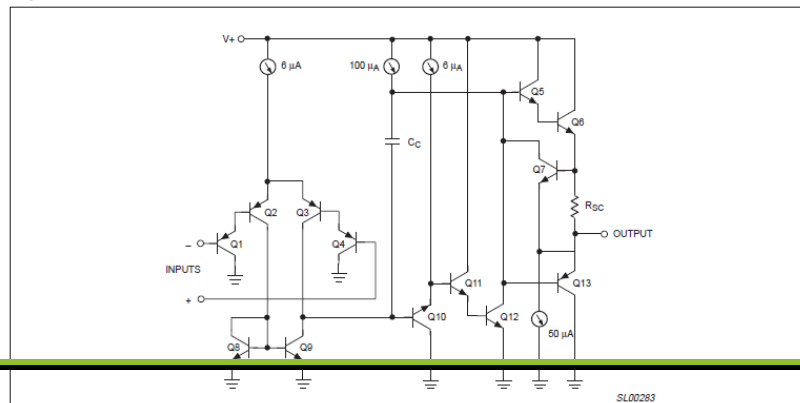 V+
6 μA
100 μA
6 μA
Q5
Q6
CC
Q7
RSC
Q2
Q3
OUTPUT
–
Q1
Q4
INPUTS
+
Q11
Q13
Q10
Q12
50 μA
Q8
Q9
SL00283